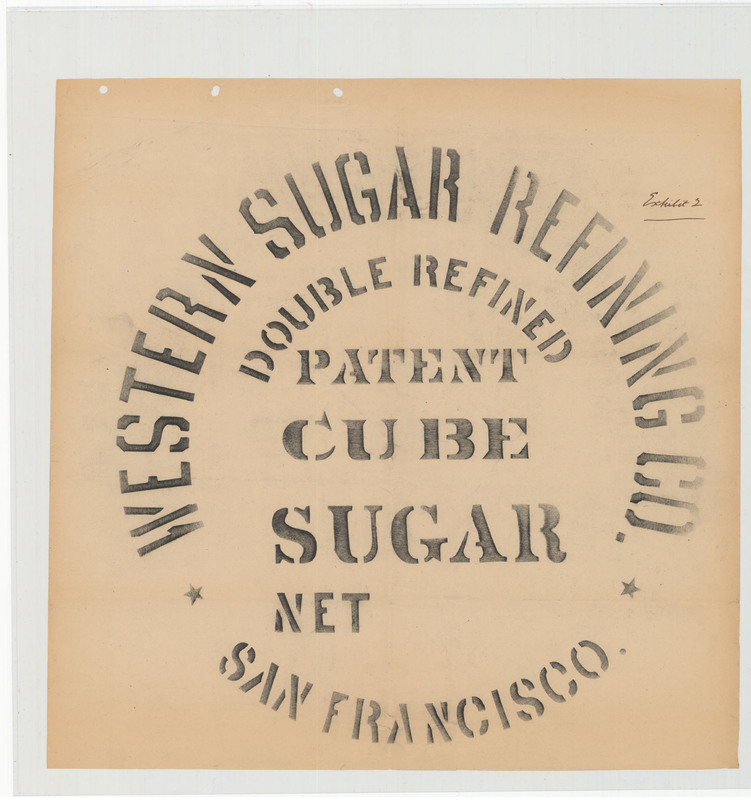 WESTERN SUGAR REFINING CO.
Exhibit 2
DOUBLE REFINED
PATENT
CUBE
SUGAR
NET
SAN FRANCISCO.